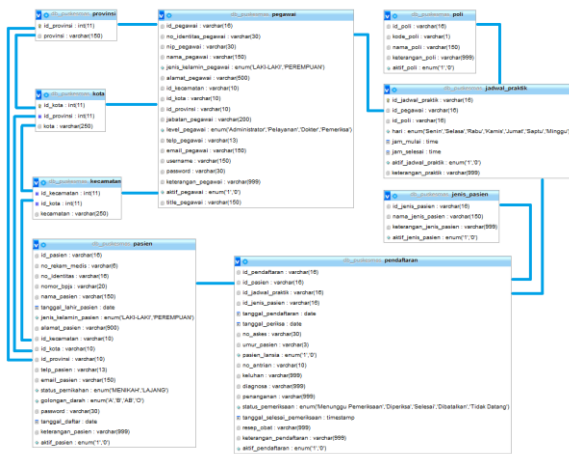 provinsi
id_provinsi : int(11)
provinsi : varchar(150)
kota
id_kota : int(11)
id_provinsi : int(11)
kota : varchar(250)
kecamatan
id_kecamatan : int(11)
id_kota : int(11)
kecamatan : varchar(250)
pegawai
id_pegawai : varchar(16)
no_identitas_pegawai : varchar(30)
nip_pegawai : varchar(30)
nama_pegawai : varchar(150)
jenis_kelamin_pegawai : enum('LAKI-LAKI','PEREMPUAN')
alamat_pegawai : varchar(500)
id_kecamatan : varchar(10)
id_kota : varchar(10)
id_provinsi : varchar(10)
jabatan_pegawai : varchar(200)
level_pegawai : enum('Administrator','Pelayanan','Dokter','Pemeriksa')
telp_pegawai : varchar(13)
email_pegawai : varchar(150)
username : varchar(150)
password : varchar(30)
keterangan_pegawai : varchar(999)
aktif_pegawai : enum('1','0')
title_pegawai : varchar(150)
poli
id_poli : varchar(16)
kode_poli : varchar(1)
nama_poli : varchar(150)
keterangan_poli : varchar(999)
aktif_poli : enum('1','0')
jadwal_praktik
id_jadwal_praktik : varchar(16)
id_pegawai : varchar(16)
id_poli : varchar(16)
hari : enum('Senin','Selasa','Rabu','Kamis','Jumat','Saptu','Minggu')
jam_mulai : time
jam_selesai : time
aktif_jadwal_praktik : enum('1','0')
keterangan_praktik : varchar(999)
jenis_pasien
id_jenis_pasien : varchar(16)
nama_jenis_pasien : varchar(150)
keterangan_jenis_pasien : varchar(999)
aktif_jenis_pasien : enum('1','0')
pasien
id_pasien : varchar(16)
no_rekam_medis : varchar(6)
no_identitas : varchar(16)
nomor_bpjs : varchar(20)
nama_pasien : varchar(150)
tanggal_lahir_pasien : date
jenis_kelamin_pasien : enum('LAKI-LAKI','PEREMPUAN')
alamat_pasien : varchar(500)
id_kecamatan : varchar(10)
id_kota : varchar(10)
id_provinsi : varchar(10)
telp_pasien : varchar(13)
email_pasien : varchar(150)
status_pernikahan : enum('MENIKAH','LAJANG')
golongan_darah : enum('A','B','AB','O')
password : varchar(30)
tanggal_daftar : date
keterangan_pasien : varchar(999)
aktif_pasien : enum('1','0')
pendaftaran
id_pendaftaran : varchar(16)
id_pasien : varchar(16)
id_jadwal_praktik : varchar(16)
id_jenis_pasien : varchar(16)
tanggal_pendaftaran : date
tanggal_periksa : date
no_askes : varchar(30)
umur_pasien : varchar(3)
pasien_lansia : enum('1','0')
no_antrian : varchar(10)
keluhan : varchar(999)
diagnosa : varchar(999)
penanganan : varchar(999)
status_pemeriksaan : enum('Menunggu Pemeriksaan','Diperiksa','Selesai','Dibatalkan','Tidak Datang')
tanggal_selesai_pemeriksaan : timestamp
resep_obat : varchar(999)
keterangan_pendaftaran : varchar(999)
aktif_pendaftaran : enum('1','0')